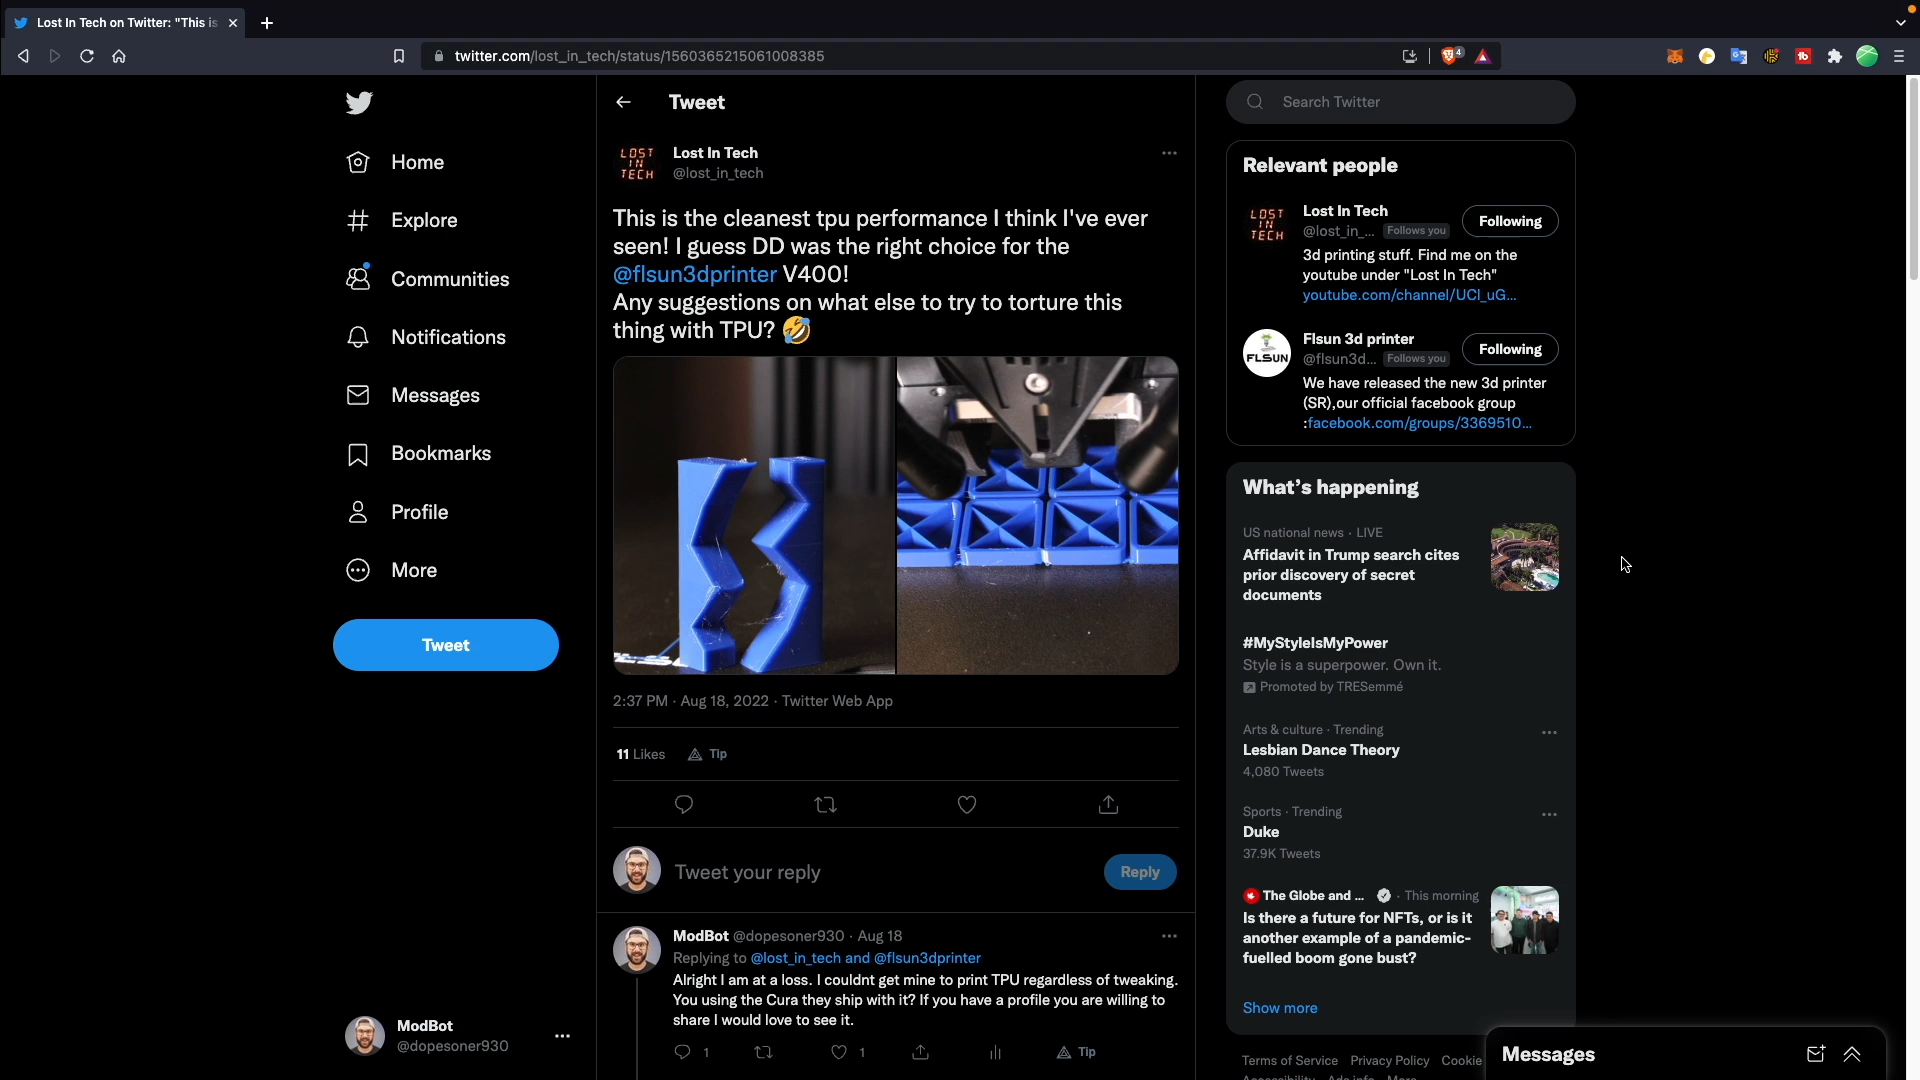 Lost In Tech on Twitter: "This is
twitter.com/lost_in_tech/status/1560365215061008385
4
Home
Explore
Communities
Notifications
Messages
Bookmarks
Profile
More
Tweet
ModBot
@dopesoner930
Tweet
LOST
IN
TECH
Lost In Tech
@lost_in_tech
This is the cleanest tpu performance I think I've ever
seen! I guess DD was the right choice for the
@flsun3dprinter V400!
Any suggestions on what else to try to torture this
thing with TPU? 🤣
2:37 PM · Aug 18, 2022 · Twitter Web App
11 Likes
Tip
Tweet your reply
Reply
ModBot @dopesoner930 · Aug 18
Replying to @lost_in_tech and @flsun3dprinter
Alright I am at a loss. I couldnt get mine to print TPU regardless of tweaking.
You using the Cura they ship with it? If you have a profile you are willing to
share I would love to see it.
1
1
Tip
Search Twitter
Relevant people
LOST
IN
TECH
Lost In Tech
@lost_in_... Follows you
Following
3d printing stuff. Find me on the
youtube under "Lost In Tech"
youtube.com/channel/UCl_uG...
FLSUN
Flsun 3d printer
@flsun3d... Follows you
Following
We have released the new 3d printer
(SR),our official facebook group
:facebook.com/groups/3369510...
What's happening
US national news · LIVE
Affidavit in Trump search cites
prior discovery of secret
documents
#MyStyleIsMyPower
Style is a superpower. Own it.
Promoted by TRESemmé
Arts & culture · Trending
Lesbian Dance Theory
4,080 Tweets
Sports · Trending
Duke
37.9K Tweets
The Globe and ... · This morning
Is there a future for NFTs, or is it
another example of a pandemic-
fuelled boom gone bust?
Show more
Terms of Service Privacy Policy Cookie
Messages